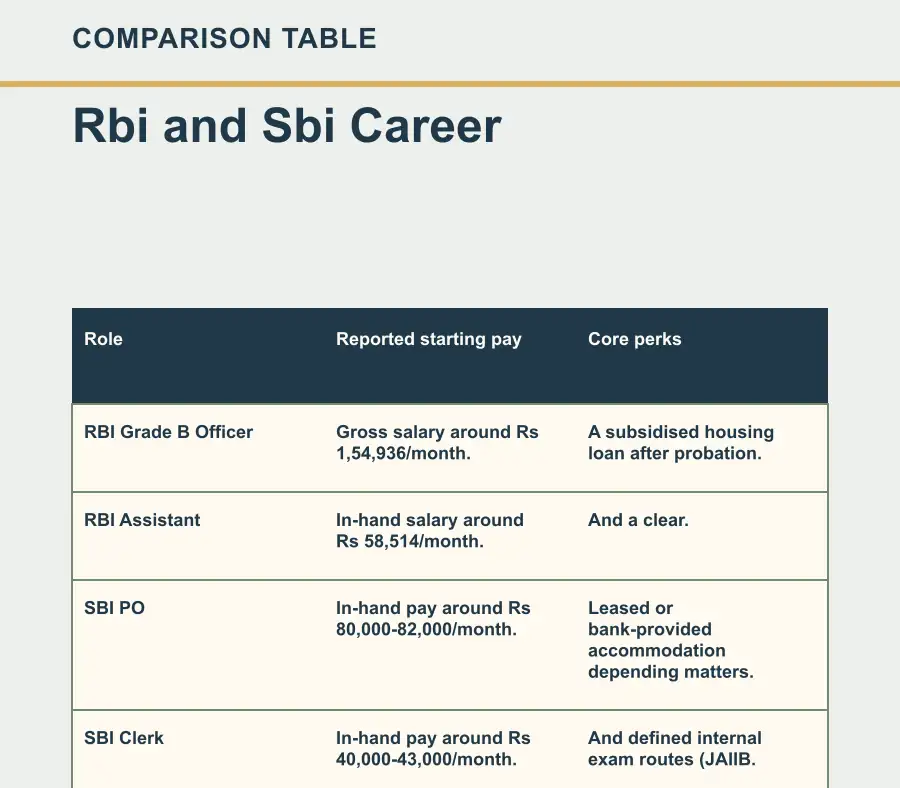 COMPARISON TABLE
Rbi and Sbi Career
Role
Reported starting pay
Core perks
RBI Grade B Officer
Gross salary around Rs
1,54,936/month.
A subsidised housing
loan after probation.
RBI Assistant
In-hand salary around
Rs 58,514/month.
And a clear.
SBI PO
In-hand pay around Rs
80,000-82,000/month.
Leased or
bank-provided
accommodation
depending matters.
SBI Clerk
In-hand pay around Rs
40,000-43,000/month.
And defined internal
exam routes (JAIIB.